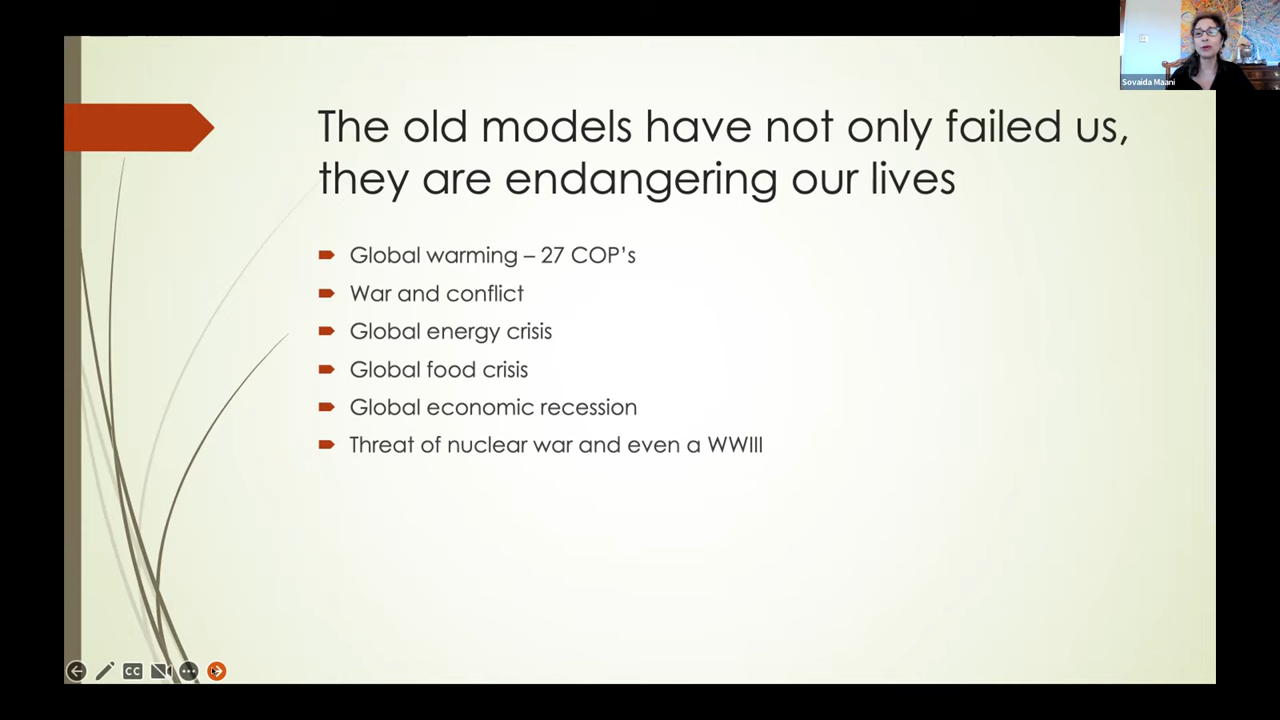 Sovaida Maani
The old models have not only failed us,
they are endangering our lives
Global warming – 27 COP's
War and conflict
Global energy crisis
Global food crisis
Global economic recession
Threat of nuclear war and even a WWIII
CC